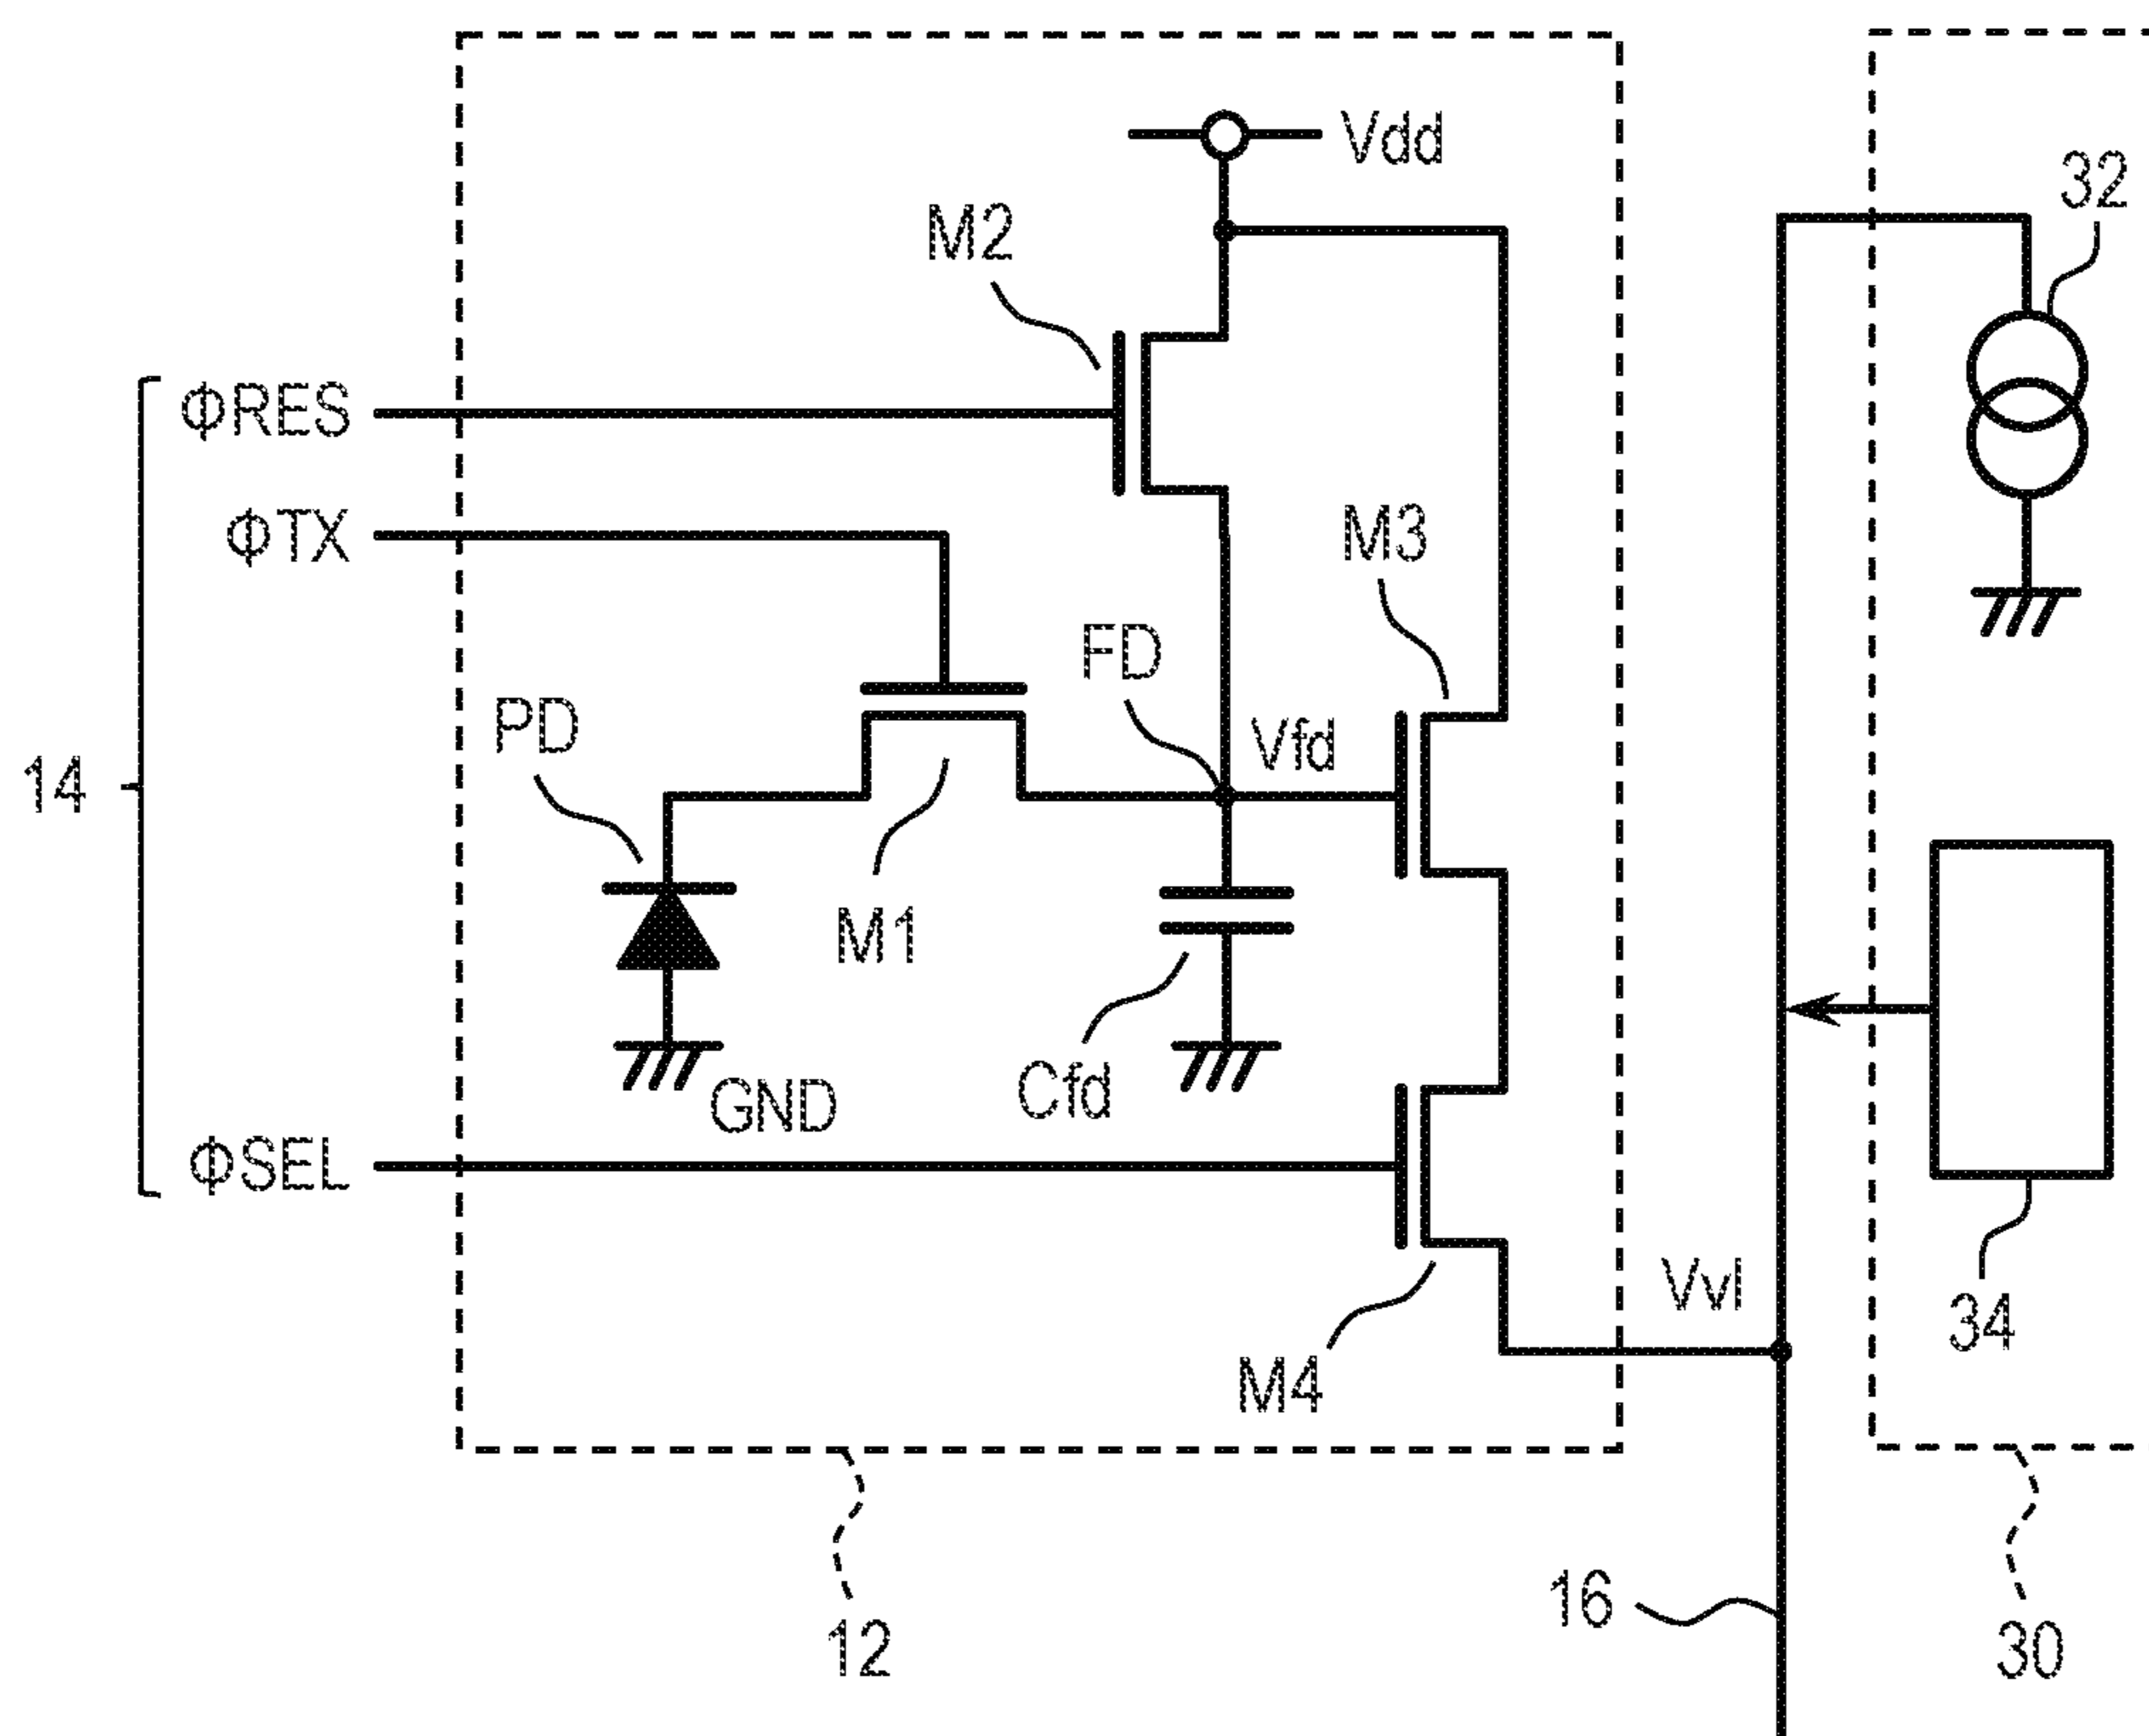 Vdd
32
M2
ΦRES
ΦTX
M3
FD
PD
Vfd
14
M1
Cfd
GND
ΦSEL
Vvl
34
M4
16
12
30